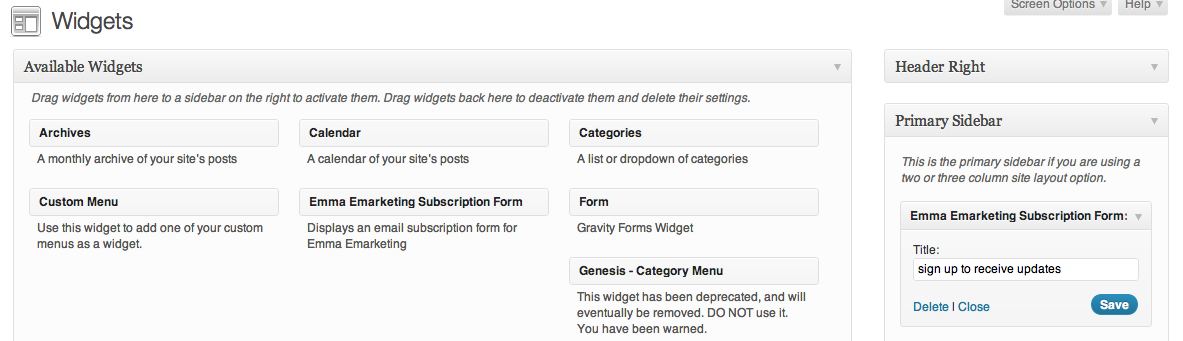 Screen Options
Help
Widgets
Available Widgets
Drag widgets from here to a sidebar on the right to activate them. Drag widgets back here to deactivate them and delete their settings.
Archives
A monthly archive of your site's posts
Calendar
A calendar of your site's posts
Categories
A list or dropdown of categories
Custom Menu
Use this widget to add one of your custom
menus as a widget.
Emma Emarketing Subscription Form
Displays an email subscription form for
Emma Emarketing
Form
Gravity Forms Widget
Genesis - Category Menu
This widget has been deprecated, and will
eventually be removed. DO NOT use it.
You have been warned.
Header Right
Primary Sidebar
This is the primary sidebar if you are using a
two or three column site layout option.
Emma Emarketing Subscription Form:
Title:
sign up to receive updates
Delete | Close
Save